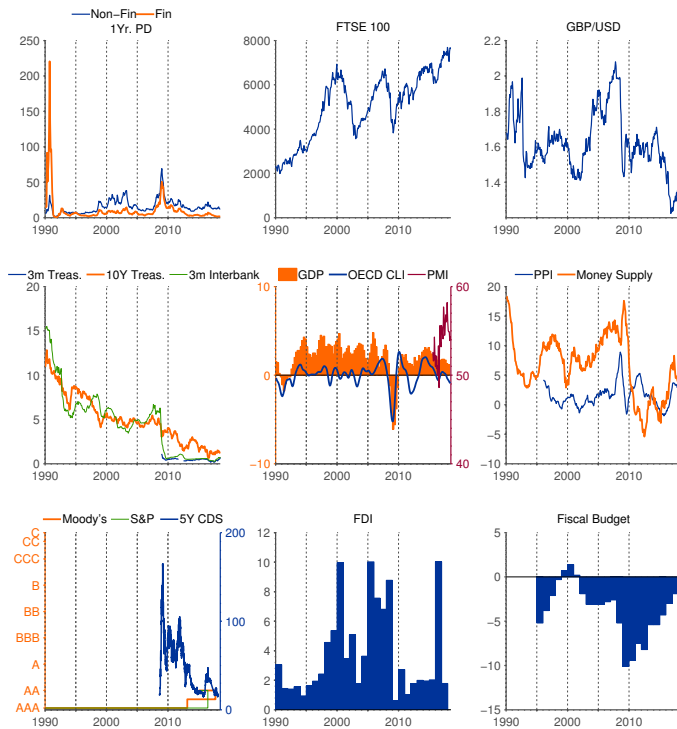 Non-Fin Fin
1Yr. PD
250
200
150
100
50
0
1990 2000 2010
FTSE 100
8000
6000
4000
2000
0
1990 2000 2010
GBP/USD
2.2
2
1.8
1.6
1.4
1.2
1990 2000 2010
3m Treas. 10Y Treas. 3m Interbank
20
15
10
5
0
1990 2000 2010
GDP OECD CLI PMI
10
0
-10
60
50
40
1990 2000 2010
PPI Money Supply
20
15
10
5
0
-5
-10
1990 2000 2010
Moody's S&P 5Y CDS
C
CC
CCC
B
BB
BBB
A
AA
AAA
200
100
0
1990 2000 2010
FDI
12
10
8
6
4
2
0
1990 2000 2010
Fiscal Budget
5
0
-5
-10
-15
1990 2000 2010